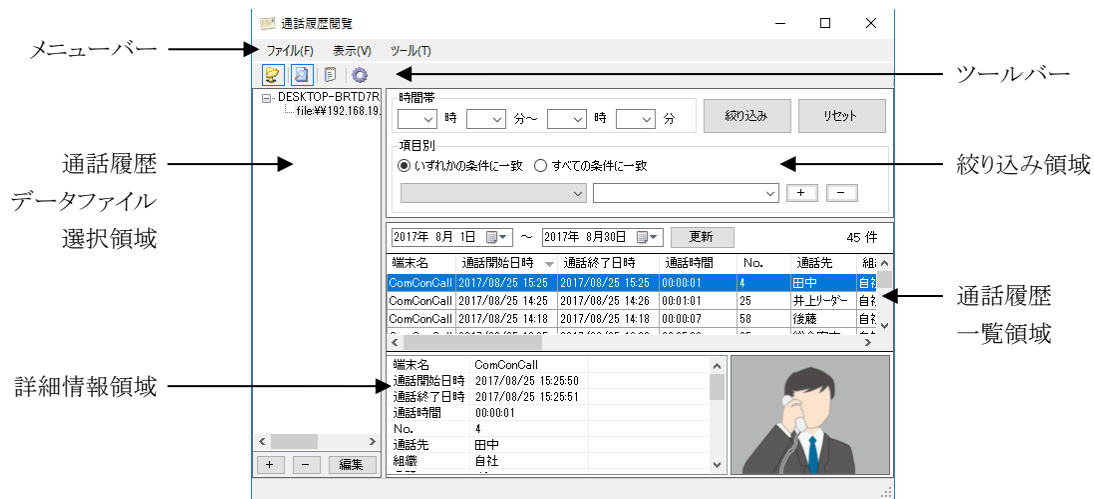 通話履歴閲覧
メニューバー
ファイル(F) 表示(V) ツール(T)
ツールバー
DESKTOP-BRTD7R
file:¥¥192.168.19.
時間帯
時 分～ 時 分
絞り込み リセット
項目別
いずれかの条件に一致 すべての条件に一致
+ −
通話履歴
データファイル
選択領域
絞り込み領域
2017年 8月 1日 ～ 2017年 8月30日 更新 45 件
端末名 通話開始日時 通話終了日時 通話時間 No. 通話先 組織
ComConCall 2017/08/25 15:25 2017/08/25 15:25 00:00:01 4 田中 自社
ComConCall 2017/08/25 14:25 2017/08/25 14:26 00:01:01 25 井上リーダー 自社
ComConCall 2017/08/25 14:18 2017/08/25 14:18 00:00:07 58 後藤 自社
通話履歴
一覧領域
詳細情報領域
端末名 ComConCall
通話開始日時 2017/08/25 15:25:50
通話終了日時 2017/08/25 15:25:51
通話時間 00:00:01
No. 4
通話先 田中
組織 自社
+ − 編集